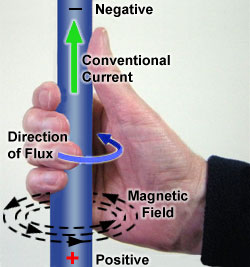 − Negative
Conventional
Current
Direction
of Flux
Magnetic
Field
+ Positive